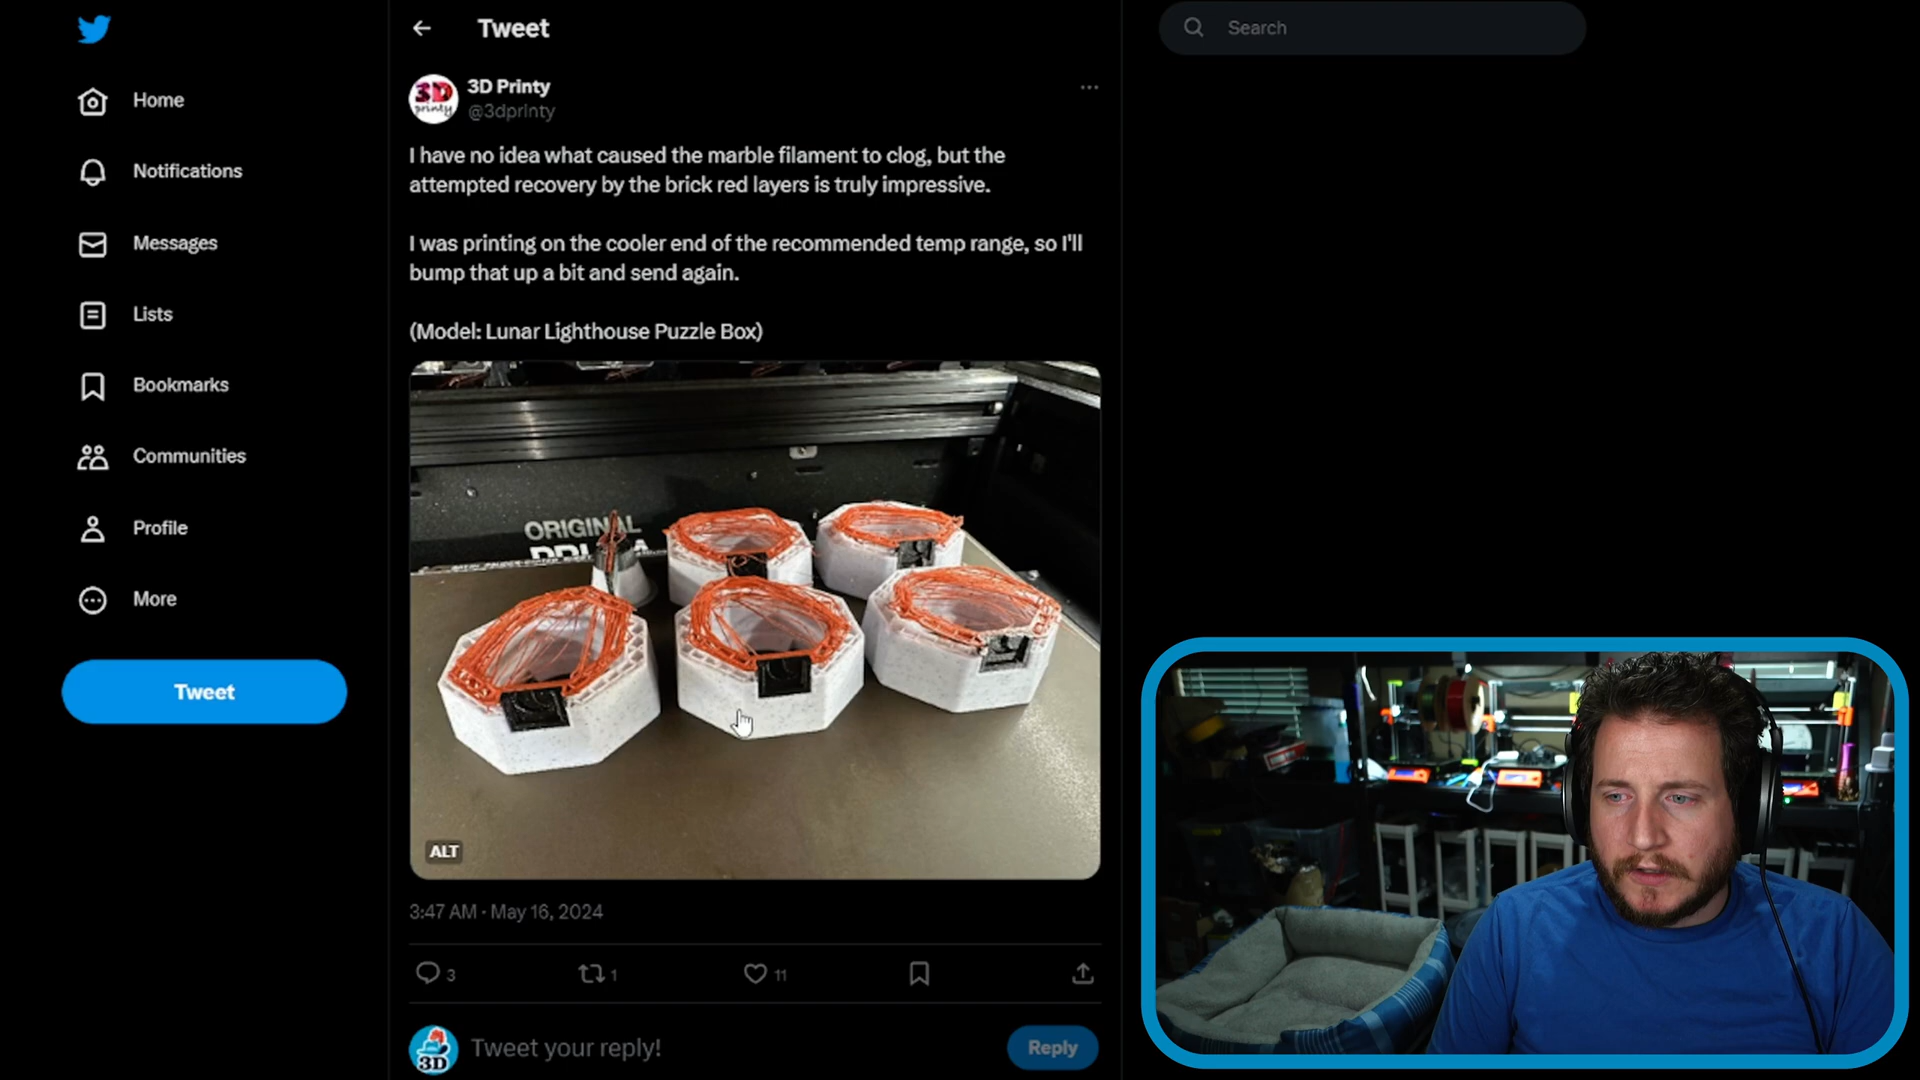 Tweet
Search
3D Printy
@3dprinty
3D
printy
Home
Notifications
Messages
Lists
Bookmarks
Communities
Profile
More
Tweet
I have no idea what caused the marble filament to clog, but the
attempted recovery by the brick red layers is truly impressive.
I was printing on the cooler end of the recommended temp range, so I'll
bump that up a bit and send again.
(Model: Lunar Lighthouse Puzzle Box)
ORIGINAL
ALT
3:47 AM · May 16, 2024
3
1
11
3D
Tweet your reply!
Reply